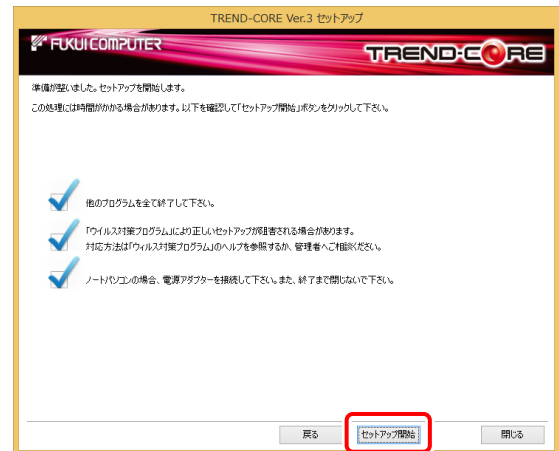 TREND-CORE Ver.3 セットアップ
FUKUI COMPUTER
TREND-CORE
準備が整いました。セットアップを開始します。
この処理には時間がかかる場合があります。以下を確認して「セットアップ開始」ボタンをクリックして下さい。
他のプログラムを全て終了して下さい。
「ウイルス対策プログラム」により正しいセットアップが阻害される場合があります。
対応方法は「ウィルス対策プログラム」のヘルプを参照するか、管理者へご相談ください。
ノートパソコンの場合、電源アダプターを接続して下さい。また、終了まで閉じないで下さい。
戻る
セットアップ開始
閉じる